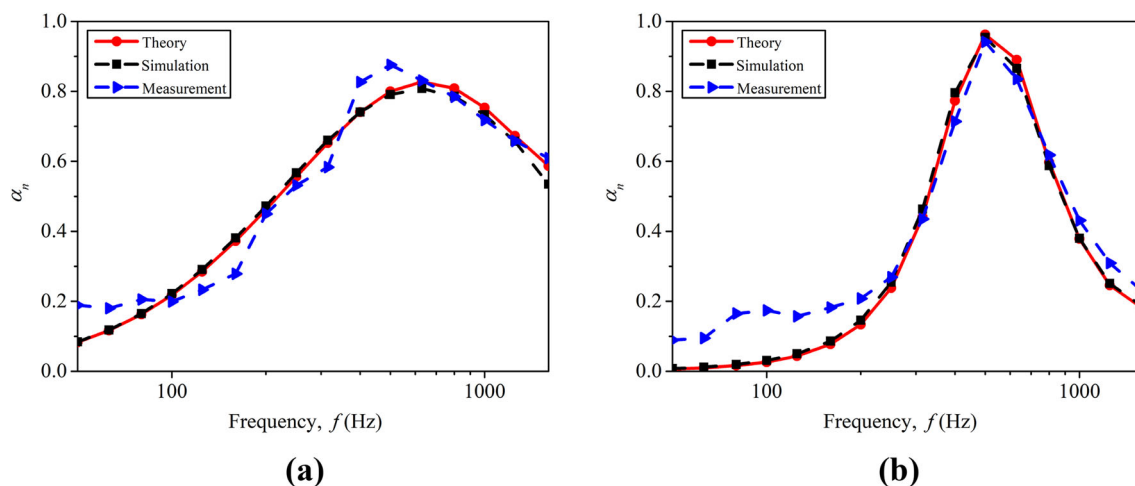 1.0
0.8
0.6
0.4
0.2
0.0
αn
Theory
Simulation
Measurement
100
1000
Frequency, f (Hz)
(a)
1.0
0.8
0.6
0.4
0.2
0.0
αn
Theory
Simulation
Measurement
100
1000
Frequency, f (Hz)
(b)